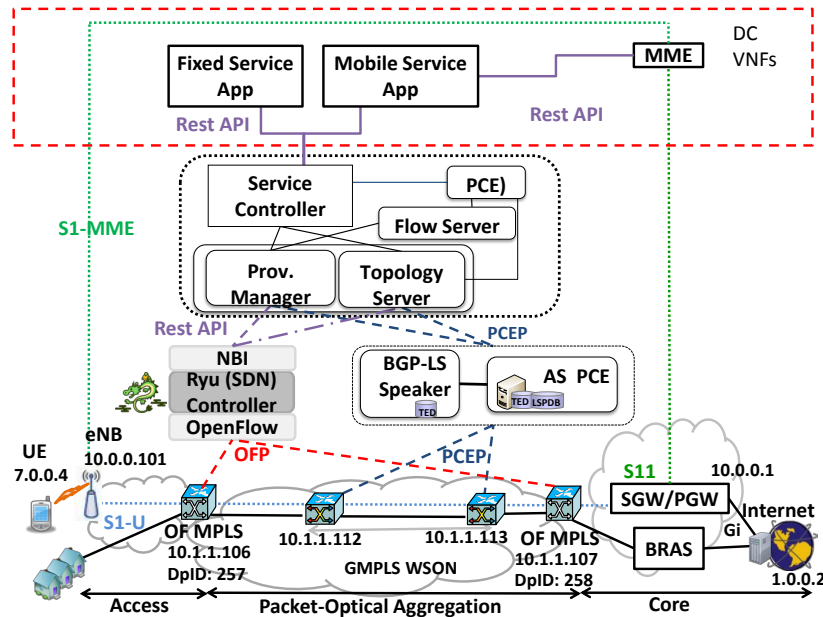 DC
VNFs
Fixed Service
App
Mobile Service
App
MME
Rest API
Rest API
Service
Controller
PCE)
Flow Server
S1-MME
Prov.
Manager
Topology
Server
Rest API
PCEP
NBI
Ryu (SDN)
Controller
OpenFlow
BGP-LS
Speaker
TED
AS PCE
TED
LSPDB
UE
7.0.0.4
eNB
10.0.0.101
OFP
PCEP
S11
10.0.0.1
SGW/PGW
Internet
Gi
S1-U
OF MPLS
10.1.1.106
DpID: 257
10.1.1.112
10.1.1.113
OF MPLS
10.1.1.107
DpID: 258
BRAS
GMPLS WSON
1.0.0.2
Access
Packet-Optical Aggregation
Core